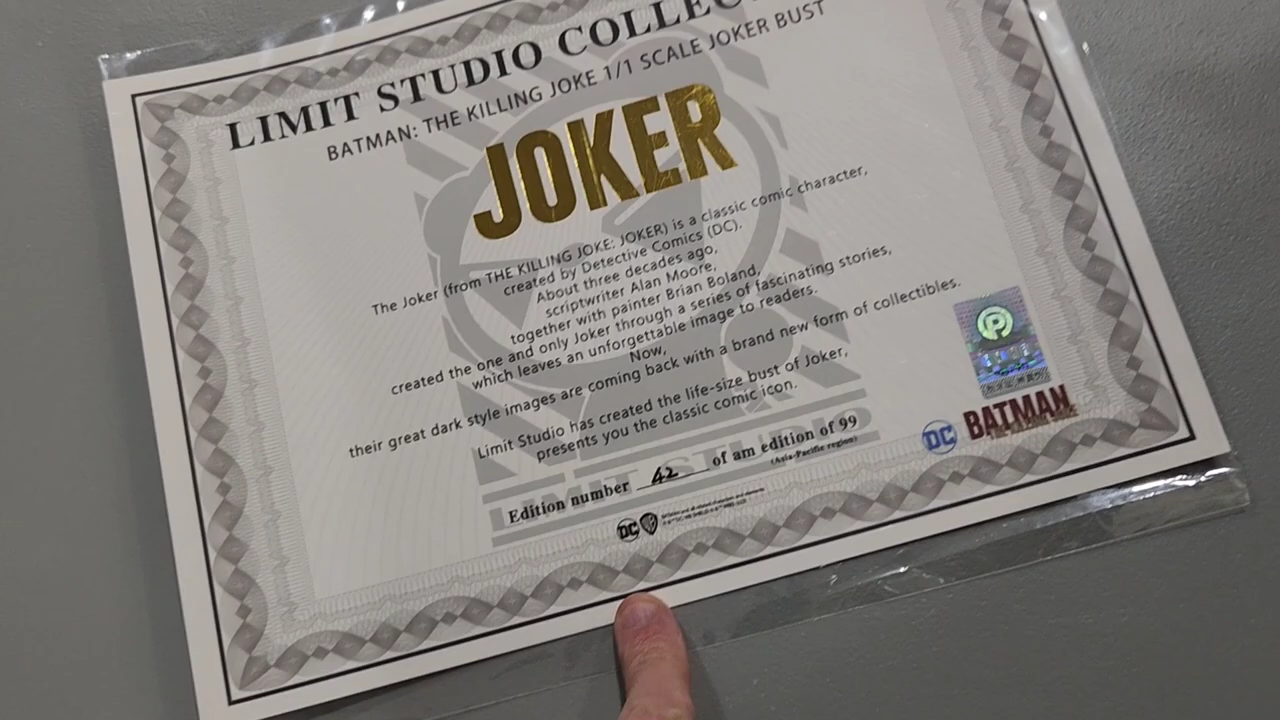 LIMIT STUDIO COLLEC
BATMAN: THE KILLING JOKE 1/1 SCALE JOKER BUST
JOKER
The Joker (from THE KILLING JOKE: JOKER) is a classic comic character,
created by Detective Comics (DC).
About three decades ago,
scriptwriter Alan Moore,
together with painter Brian Boland,
created the one and only Joker through a series of fascinating stories,
which leaves an unforgettable image to readers.
Now,
their great dark style images are coming back with a brand new form of collectibles.
Limit Studio has created the life-size bust of Joker,
presents you the classic comic icon.
LIMIT STUDIO
Edition number 42 of am edition of 99
(Asia-Pacific region)
P
DC BATMAN
DC